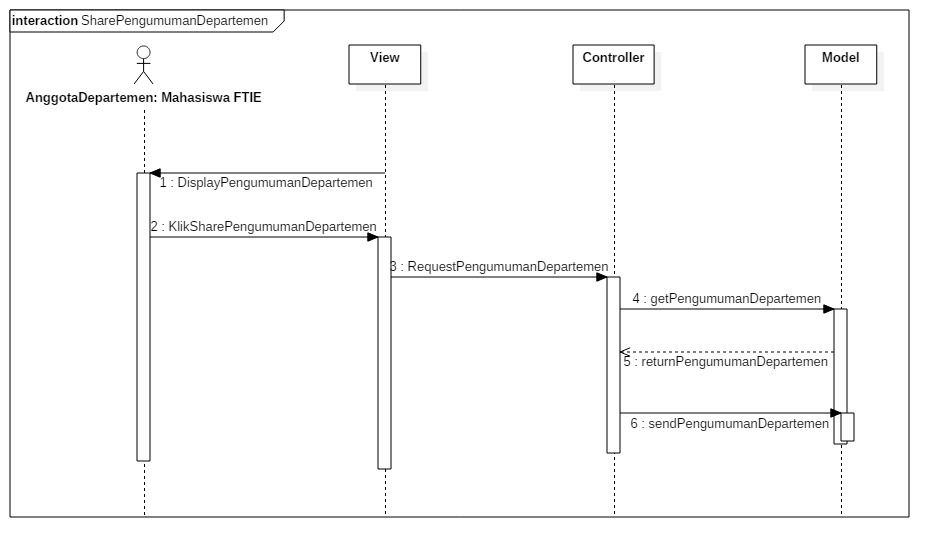 interaction SharePengumumanDepartemen
View
Controller
Model
AnggotaDepartemen: Mahasiswa FTIE
1 : DisplayPengumumanDepartemen
2 : KlikSharePengumumanDepartemen
3 : RequestPengumumanDepartemen
4 : getPengumumanDepartemen
5 : returnPengumumanDepartemen
6 : sendPengumumanDepartemen